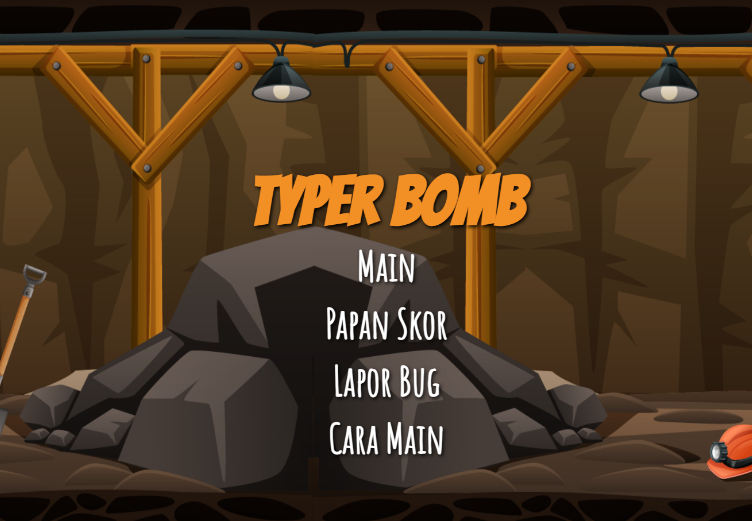 TYPER BOMB
Main
Papan Skor
Lapor Bug
Cara Main